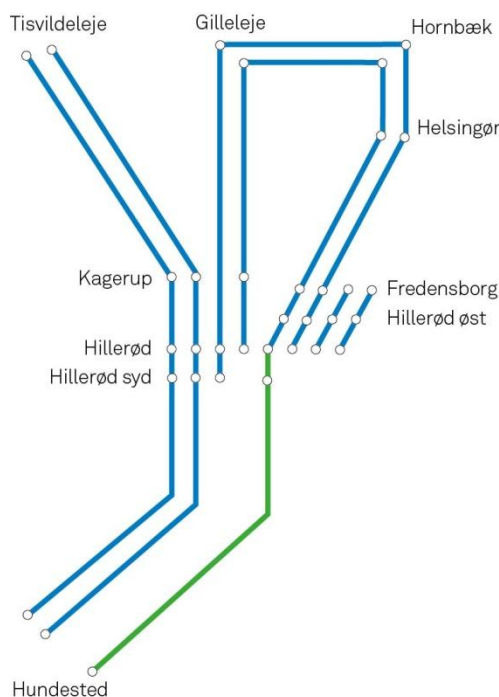 Tisvildeleje
Gilleleje
Hornbæk
Helsingør
Kagerup
Fredensborg
Hillerød øst
Hillerød
Hillerød syd
Hundested